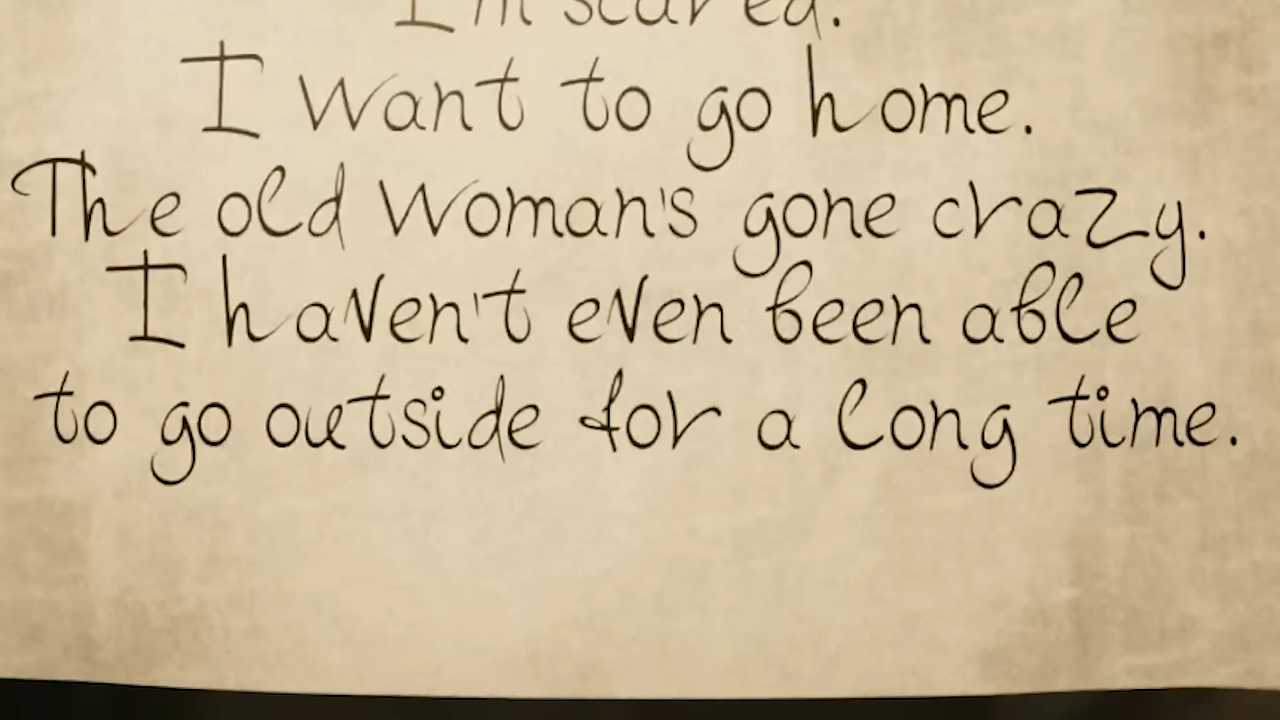 I'm scared.
I want to go home.
The old woman's gone crazy.
I haven't even been able
to go outside for a long time.